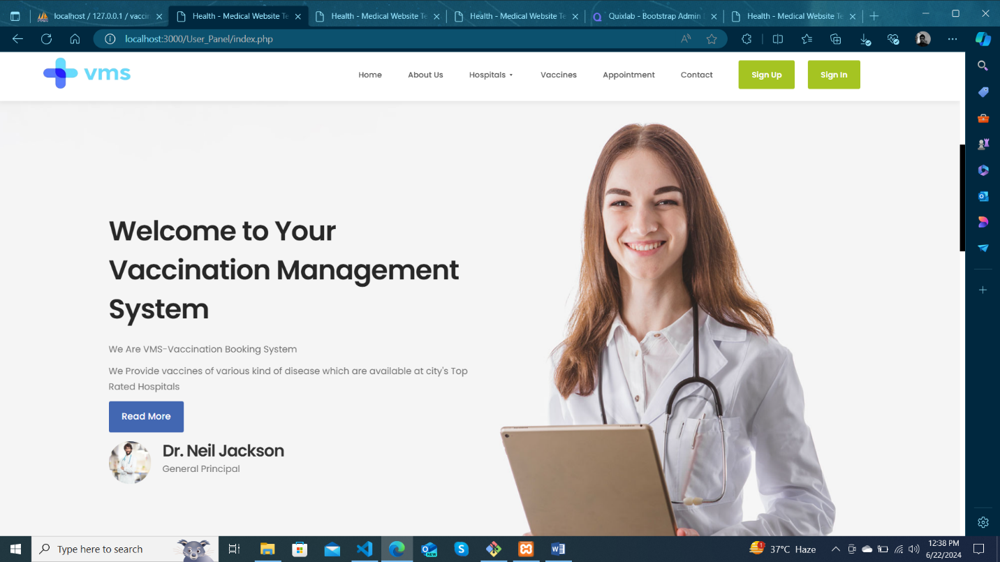 localhost / 127.0.0.1 / vaccin
Health - Medical Website Te
Health - Medical Website Te
Health - Medical Website Te
Quixlab - Bootstrap Admin
Health - Medical Website Te
localhost:3000/User_Panel/index.php
vms
Home
About Us
Hospitals
Vaccines
Appointment
Contact
Sign Up
Sign In
Welcome to Your
Vaccination Management
System
We Are VMS-Vaccination Booking System
We Provide vaccines of various kind of disease which are available at city's Top
Rated Hospitals
Read More
Dr. Neil Jackson
General Principal
Type here to search
NEW
1
37°C Haze
12:38 PM
6/22/2024